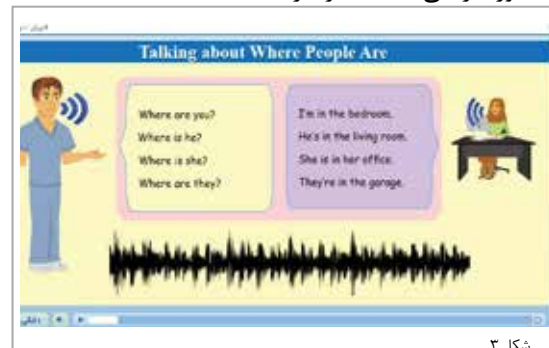 Talking about Where People Are
Where are you?
Where is he?
Where is she?
Where are they?
I'm in the bedroom.
He's in the living room.
She is in her office.
They're in the garage.
شکل ۳